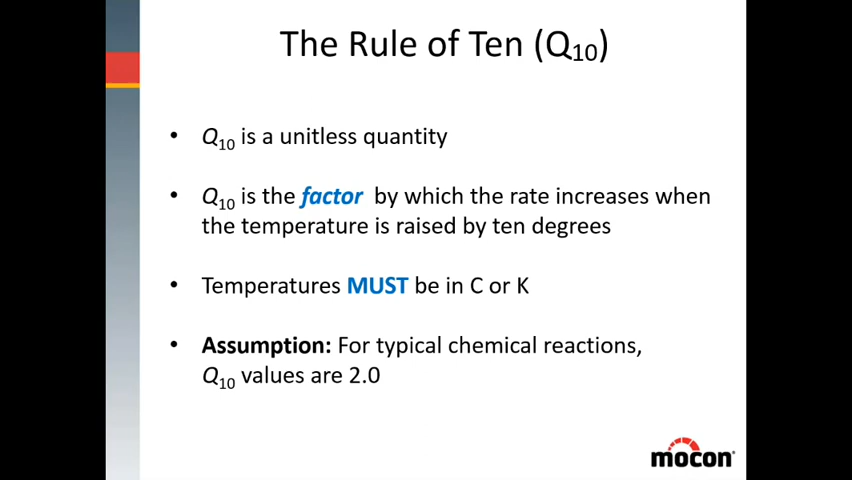 The Rule of Ten (Q10)
• Q10 is a unitless quantity
• Q10 is the factor by which the rate increases when
the temperature is raised by ten degrees
• Temperatures MUST be in C or K
• Assumption: For typical chemical reactions,
Q10 values are 2.0
mocon